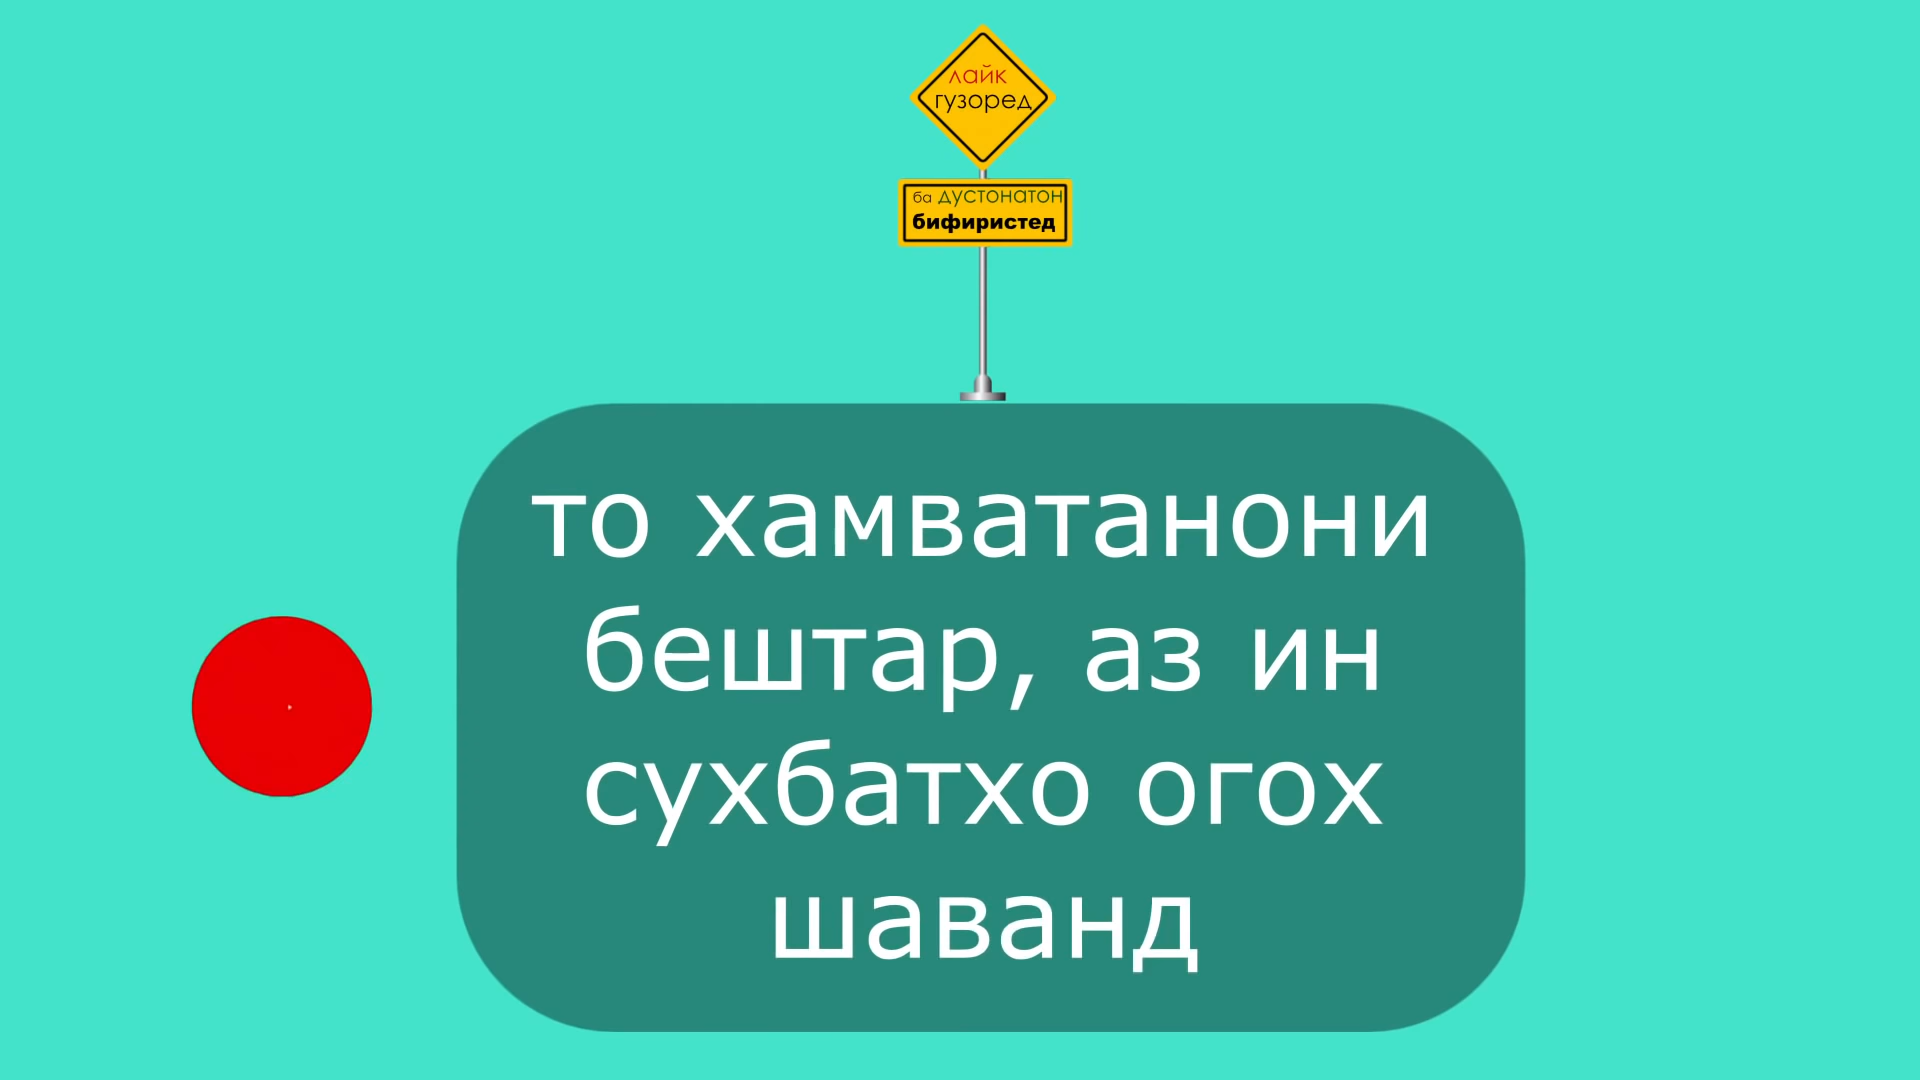 лайк
гузоред
ба дустонатон
бифиристед
то хамватанони
бештар, аз ин
сухбатхо огох
шаванд